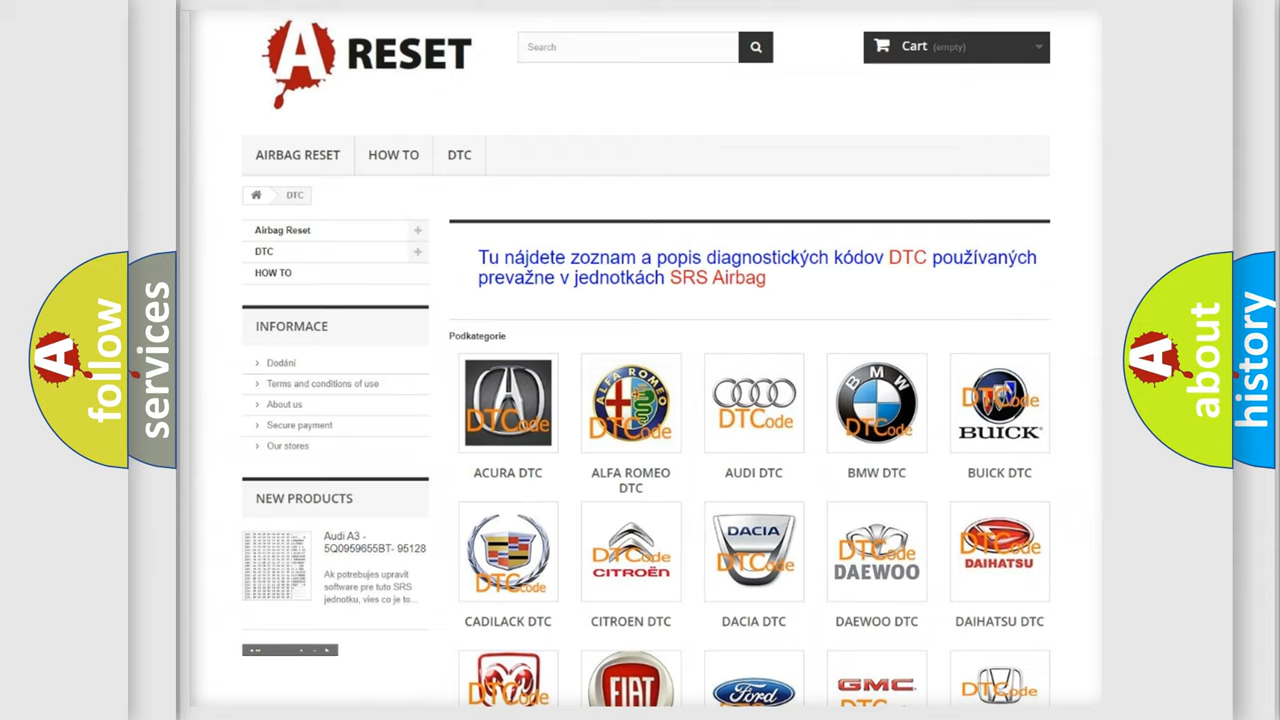 A RESET
Search
Cart (empty)
AIRBAG RESET
HOW TO
DTC
DTC
Airbag Reset
DTC
HOW TO
Tu nájdete zoznam a popis diagnostických kódov DTC používaných
prevažne v jednotkách SRS Airbag
INFORMACE
Dodání
Terms and conditions of use
About us
Secure payment
Our stores
NEW PRODUCTS
Audi A3 -
5Q0959655BT- 95128
Ak potrebujes upravit
software pre tuto SRS
jednotku, vies co je to...
Podkategorie
DTCode
ALFA ROMEO
DTCode
DTCode
BMW
DTCode
DTCode
BUICK
ACURA DTC
ALFA ROMEO
DTC
AUDI DTC
BMW DTC
BUICK DTC
DTCode
DTCode
CITROËN
DACIA
DTCode
DTCode
DAEWOO
DTCode
DAIHATSU
CADILACK DTC
CITROEN DTC
DACIA DTC
DAEWOO DTC
DAIHATSU DTC
DTCode
FIAT
Ford
GMC
DTCode
A follow
services
A about
history